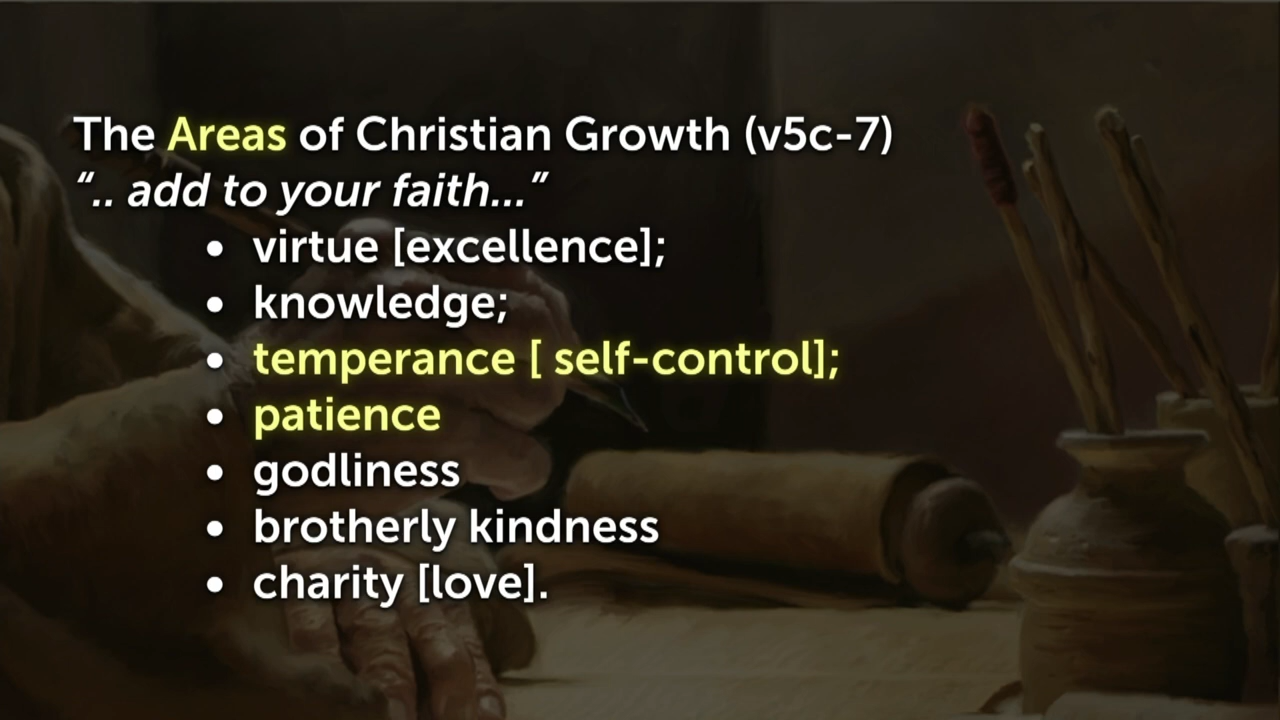 The Areas of Christian Growth (v5c-7)
“.. add to your faith...”
• virtue [excellence];
• knowledge;
• temperance [ self-control];
• patience
• godliness
• brotherly kindness
• charity [love].